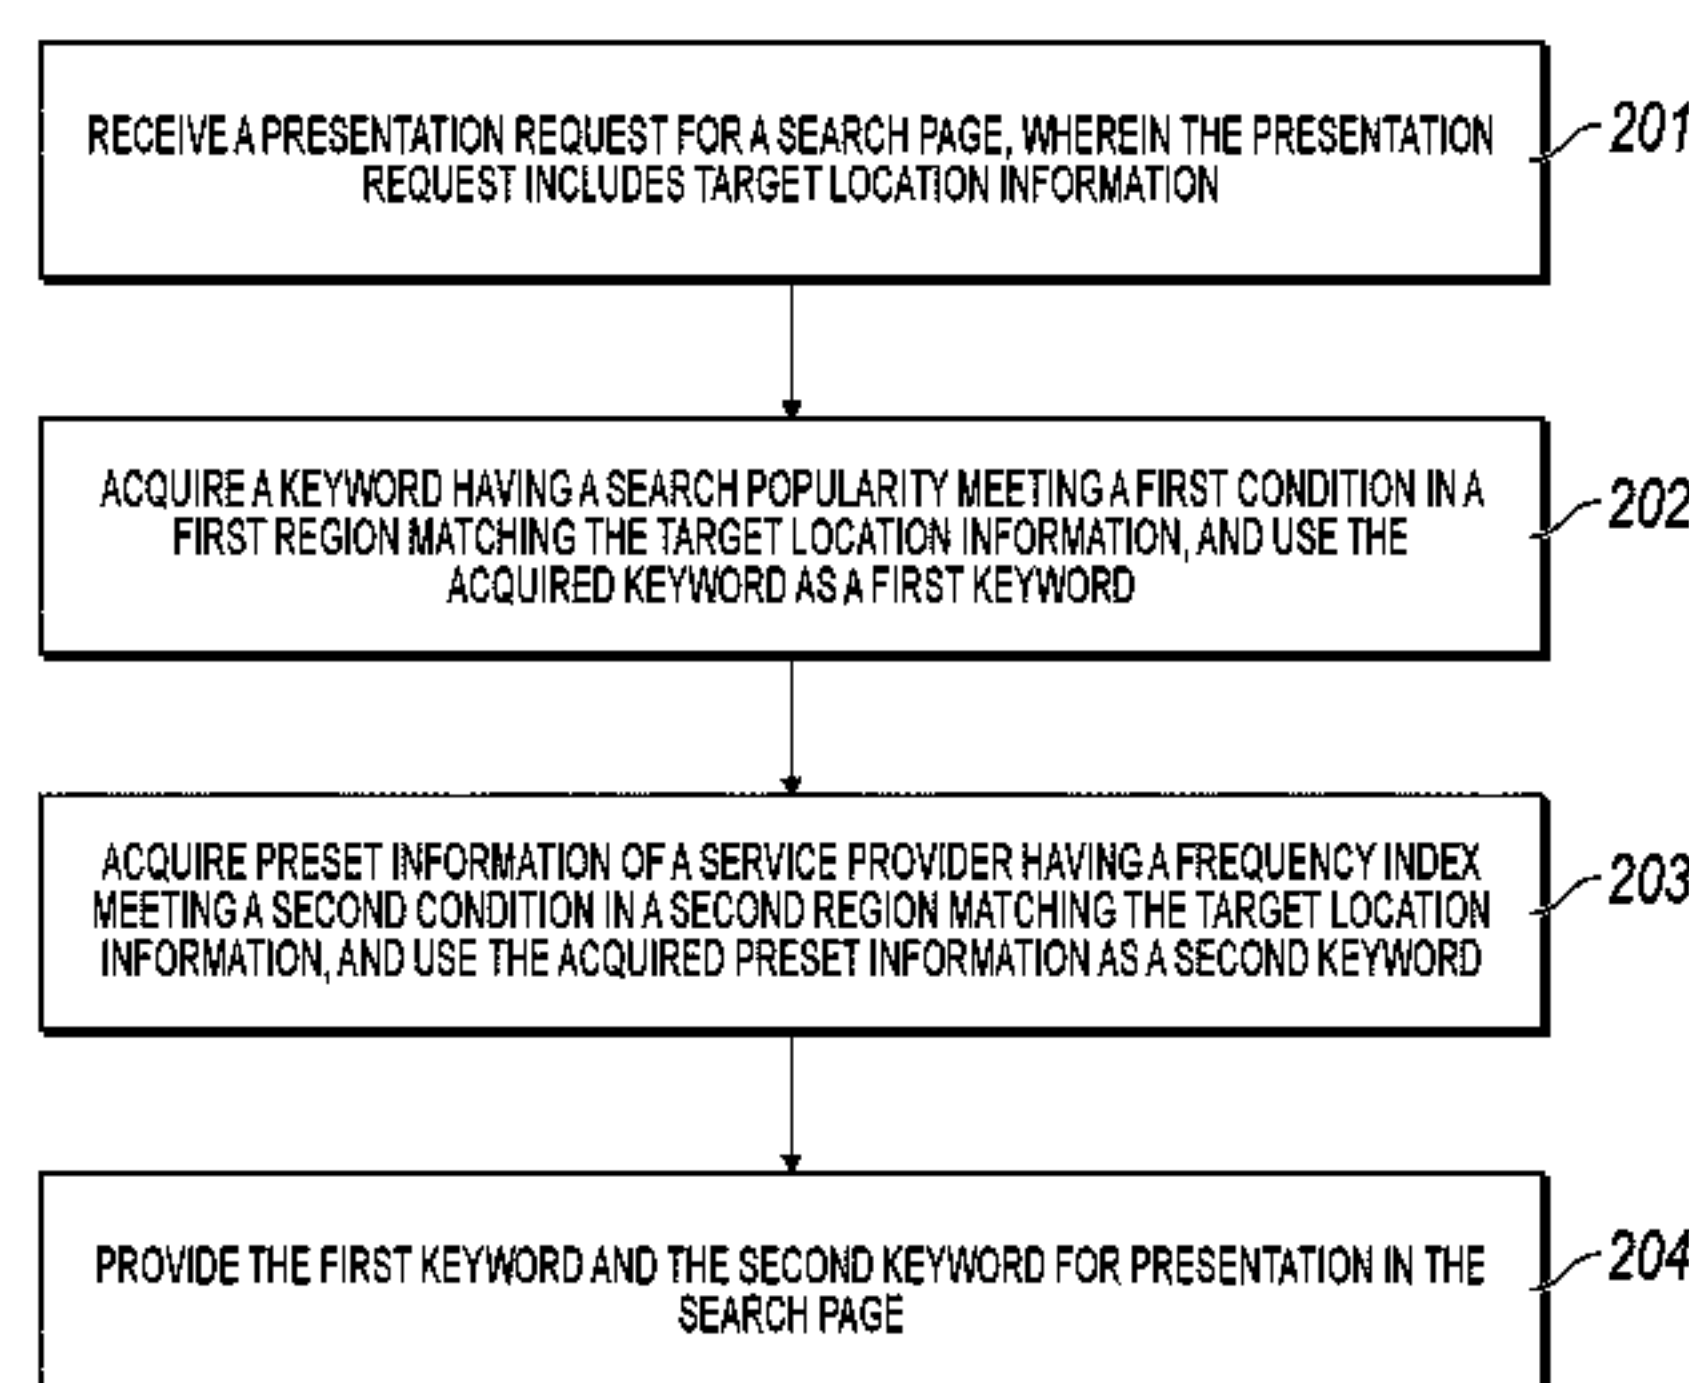 RECEIVE A PRESENTATION REQUEST FOR A SEARCH PAGE, WHEREIN THE PRESENTATION
REQUEST INCLUDES TARGET LOCATION INFORMATION
201
ACQUIRE A KEYWORD HAVING A SEARCH POPULARITY MEETING A FIRST CONDITION IN A
FIRST REGION MATCHING THE TARGET LOCATION INFORMATION, AND USE THE
ACQUIRED KEYWORD AS A FIRST KEYWORD
202
ACQUIRE PRESET INFORMATION OF A SERVICE PROVIDER HAVING A FREQUENCY INDEX
MEETING A SECOND CONDITION IN A SECOND REGION MATCHING THE TARGET LOCATION
INFORMATION, AND USE THE ACQUIRED PRESET INFORMATION AS A SECOND KEYWORD
203
PROVIDE THE FIRST KEYWORD AND THE SECOND KEYWORD FOR PRESENTATION IN THE
SEARCH PAGE
204